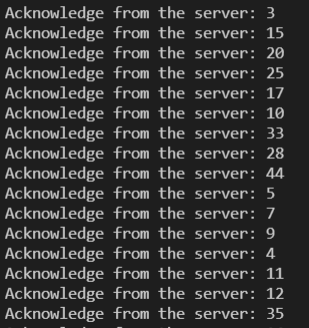 Acknowledge from the server: 3
Acknowledge from the server: 15
Acknowledge from the server: 20
Acknowledge from the server: 25
Acknowledge from the server: 17
Acknowledge from the server: 10
Acknowledge from the server: 33
Acknowledge from the server: 28
Acknowledge from the server: 44
Acknowledge from the server: 5
Acknowledge from the server: 7
Acknowledge from the server: 9
Acknowledge from the server: 4
Acknowledge from the server: 11
Acknowledge from the server: 12
Acknowledge from the server: 35